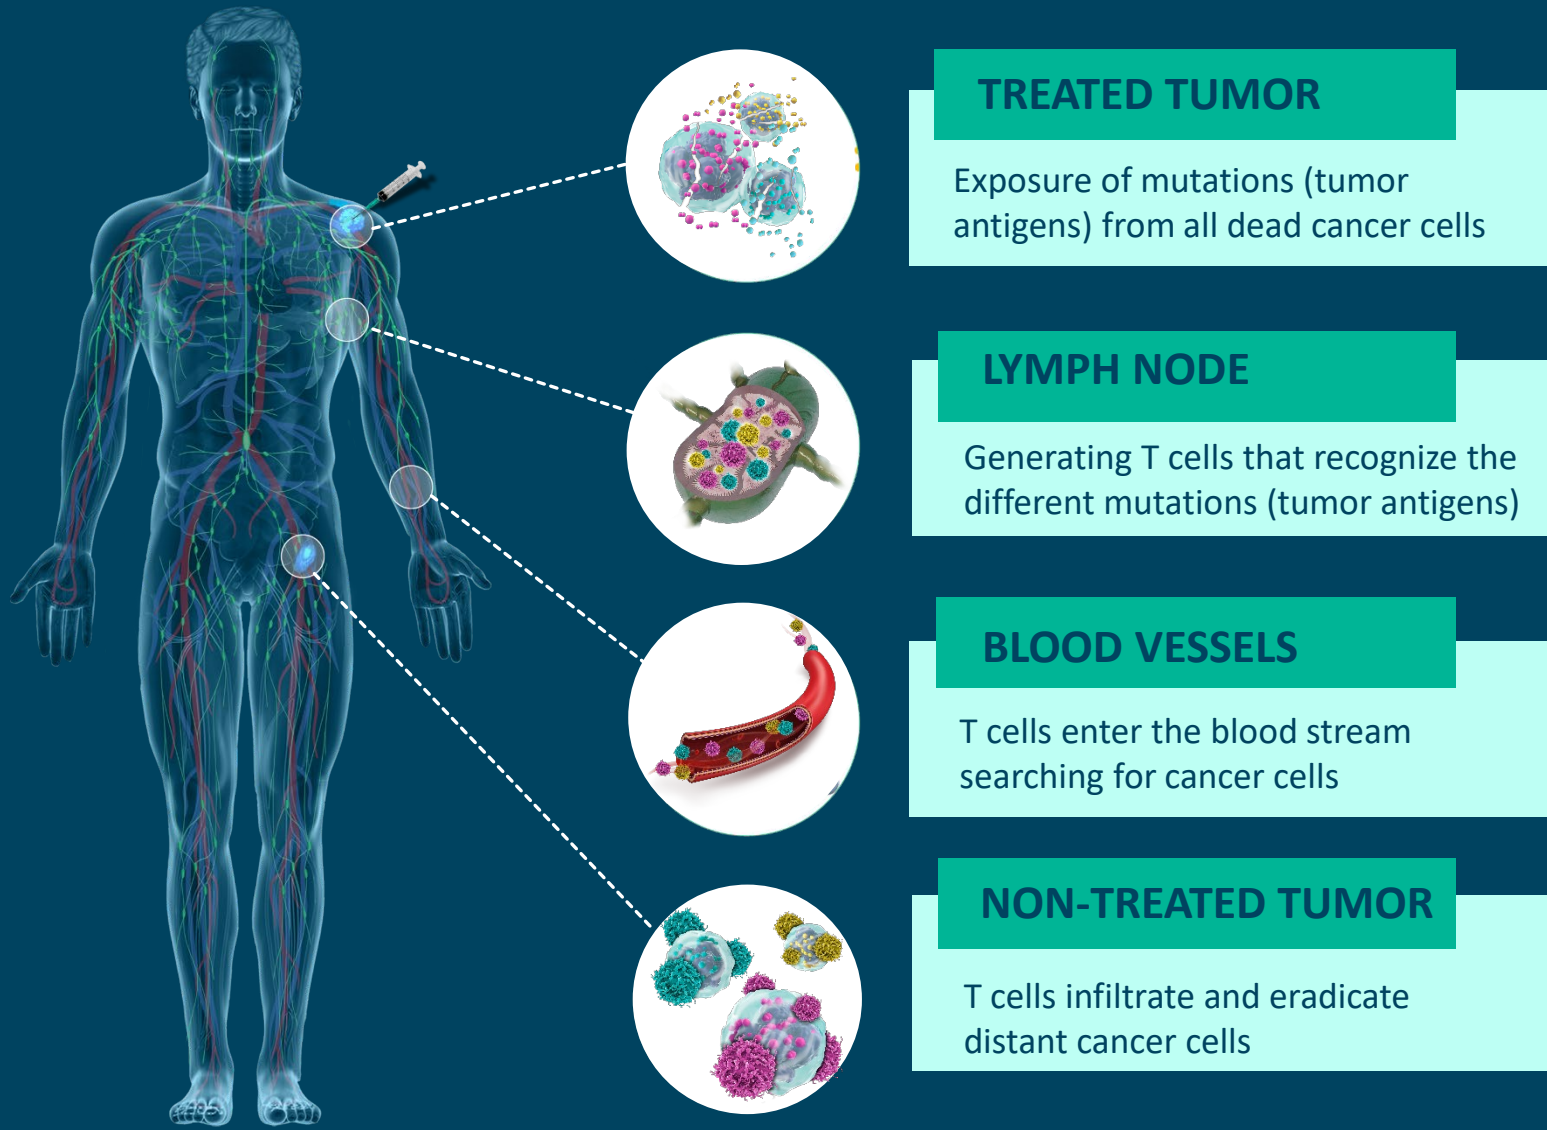 TREATED TUMOR
Exposure of mutations (tumor
antigens) from all dead cancer cells
LYMPH NODE
Generating T cells that recognize the
different mutations (tumor antigens)
BLOOD VESSELS
T cells enter the blood stream
searching for cancer cells
NON-TREATED TUMOR
T cells infiltrate and eradicate
distant cancer cells